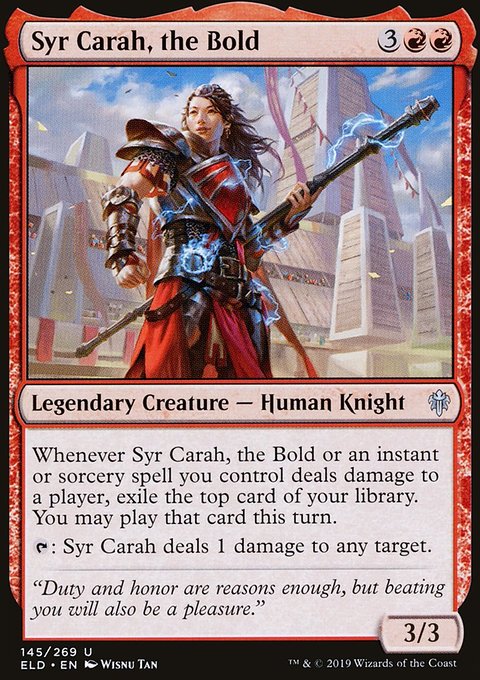 Syr Carah, the Bold 3
Legendary Creature — Human Knight
Whenever Syr Carah, the Bold or an instant
or sorcery spell you control deals damage to
a player, exile the top card of your library.
You may play that card this turn.
: Syr Carah deals 1 damage to any target.
“Duty and honor are reasons enough, but beating
you will also be a pleasure.”
3/3
145/269 U
ELD • EN Wisnu Tan
™ & © 2019 Wizards of the Coast